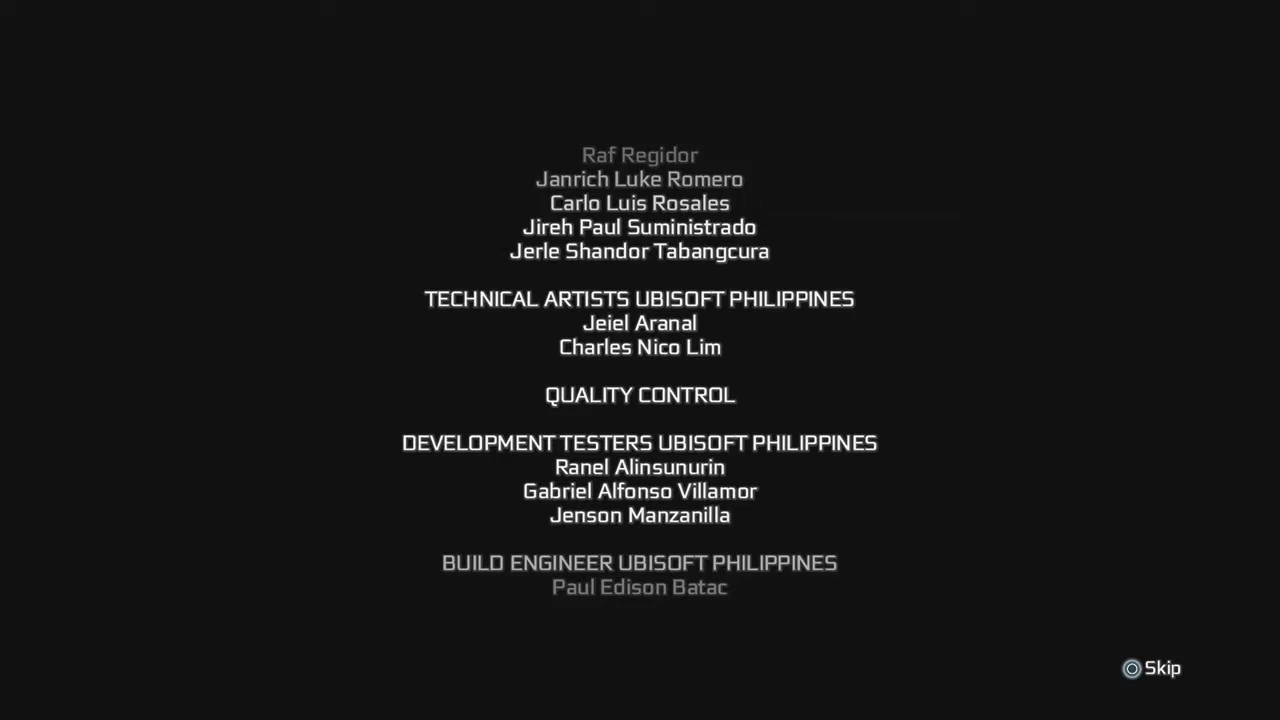 Raf Regidor
Janrich Luke Romero
Carlo Luis Rosales
Jireh Paul Suministrado
Jerle Shandor Tabangcura
TECHNICAL ARTISTS UBISOFT PHILIPPINES
Jeiel Aranal
Charles Nico Lim
QUALITY CONTROL
DEVELOPMENT TESTERS UBISOFT PHILIPPINES
Ranel Alinsunurin
Gabriel Alfonso Villamor
Jenson Manzanilla
BUILD ENGINEER UBISOFT PHILIPPINES
Paul Edison Batac
Skip